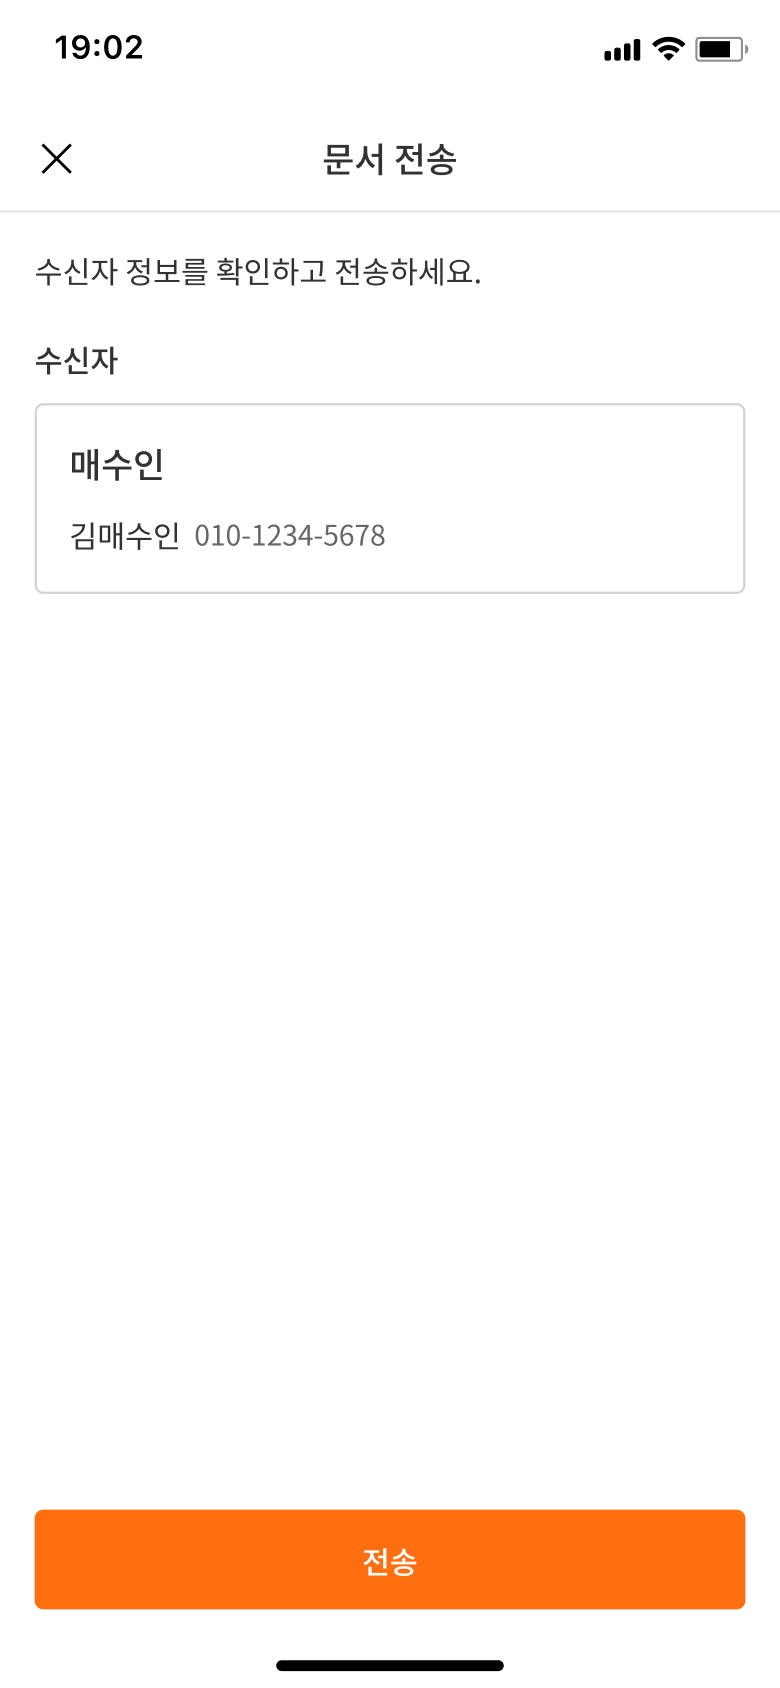 19:02
문서 전송
수신자 정보를 확인하고 전송하세요.
수신자
매수인
김매수인 010-1234-5678
전송